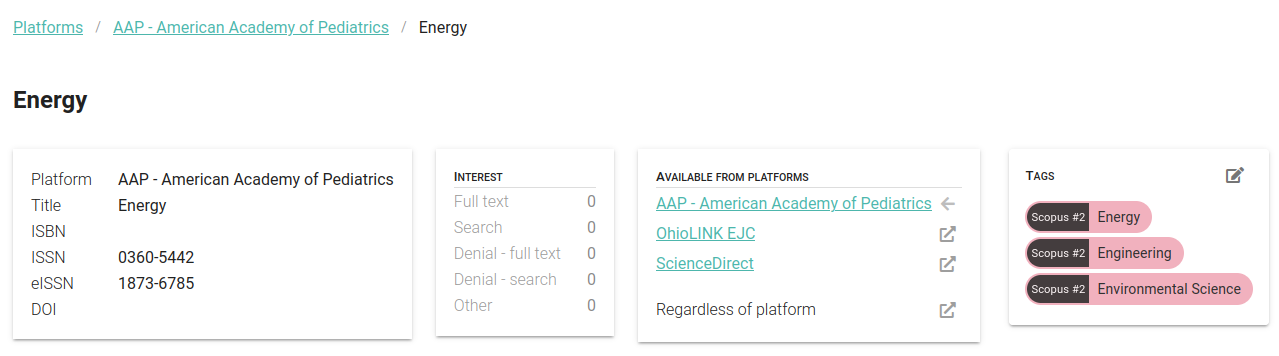 Platforms / AAP - American Academy of Pediatrics / Energy
Energy
Platform AAP - American Academy of Pediatrics
Title Energy
ISBN
ISSN 0360-5442
eISSN 1873-6785
DOI
INTEREST
Full text 0
Search 0
Denial - full text 0
Denial - search 0
Other 0
AVAILABLE FROM PLATFORMS
AAP - American Academy of Pediatrics
OhioLINK EJC
ScienceDirect
Regardless of platform
TAGS
Scopus #2 Energy
Scopus #2 Engineering
Scopus #2 Environmental Science